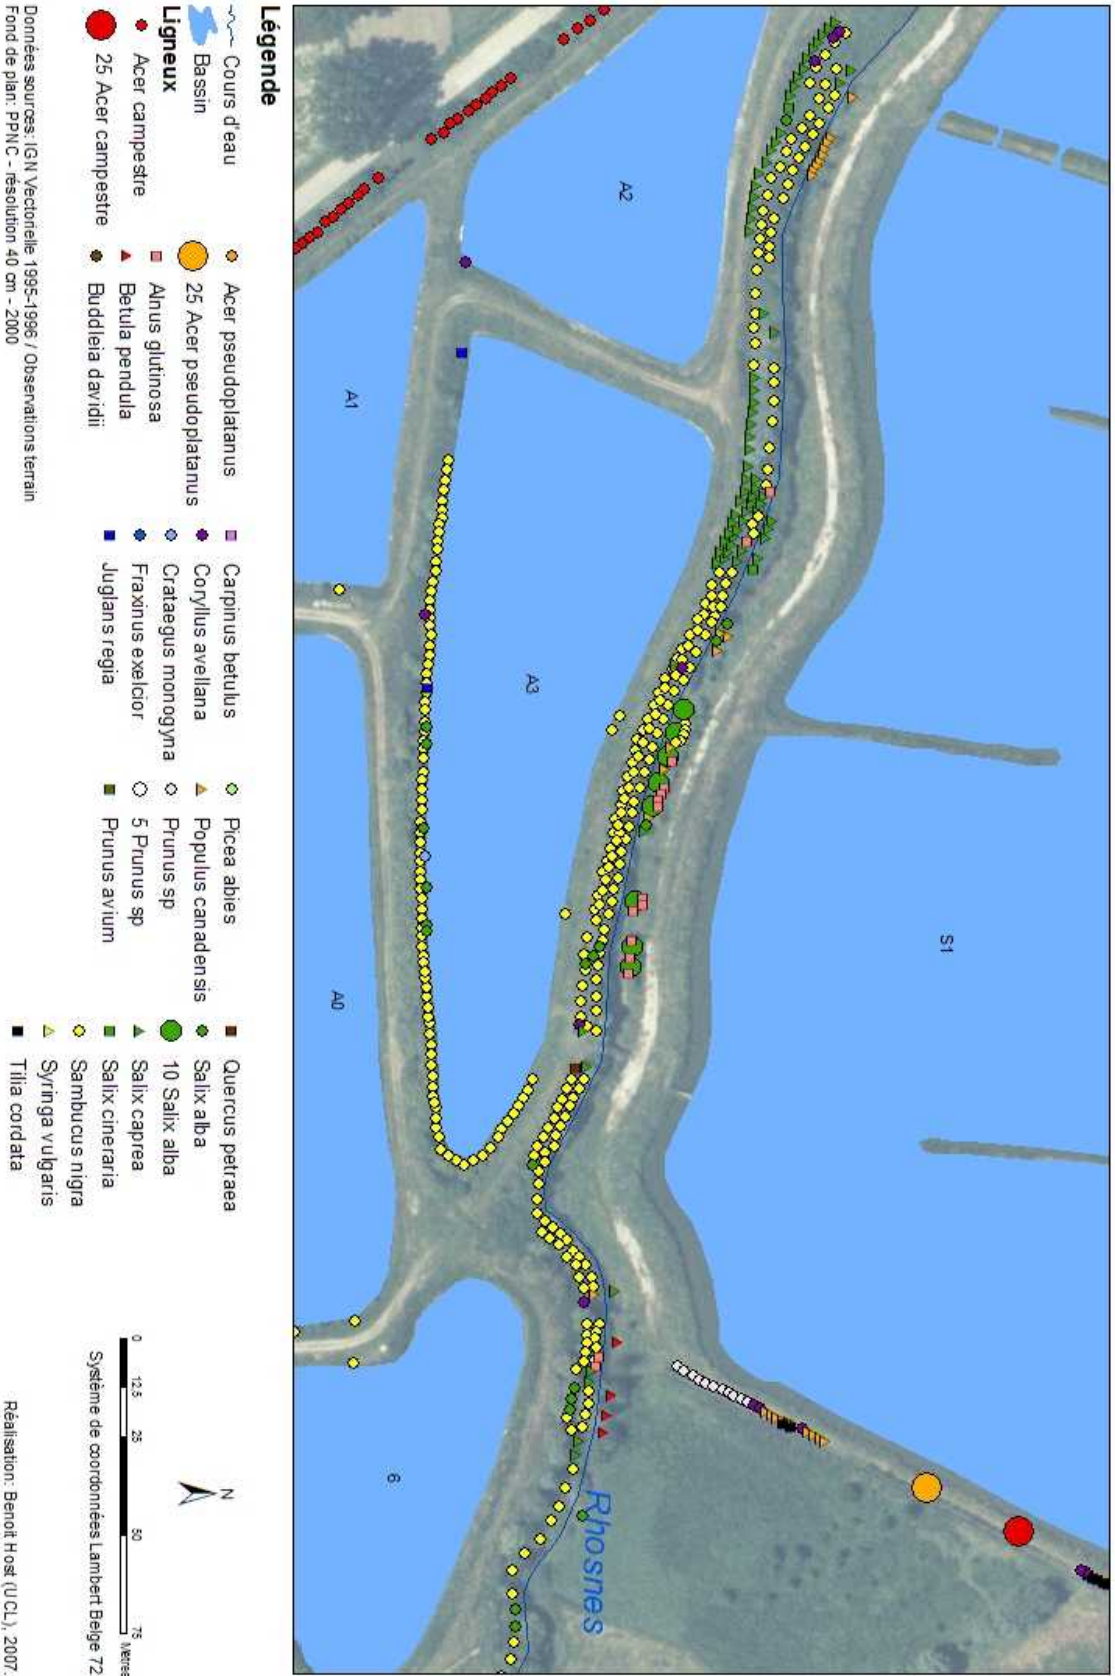 A2
S1
A1
A3
A0
6
Rhosnes
Légende
Cours d'eau
Bassin
Ligneux
Acer campestre
25 Acer campestre
Acer pseudoplatanus
25 Acer pseudoplatanus
Alnus glutinosa
Betula pendula
Buddleia davidii
Carpinus betulus
Coryllus avellana
Crataegus monogyna
Fraxinus exelcior
Juglans regia
Picea abies
Populus canadensis
Prunus sp
5 Prunus sp
Prunus avium
Quercus petraea
Salix alba
10 Salix alba
Salix caprea
Salix cineraria
Sambucus nigra
Syringa vulgaris
Tilia cordata
N
0 12.5 25 50 75 Mètres
Système de coordonnées Lambert Belge 72
Données sources: IGN Vectorielle 1995-1996 / Observations terrain
Fond de plan: PPNC - résolution 40 cm - 2000
Réalisation: Benoit Host (UCL), 2007.